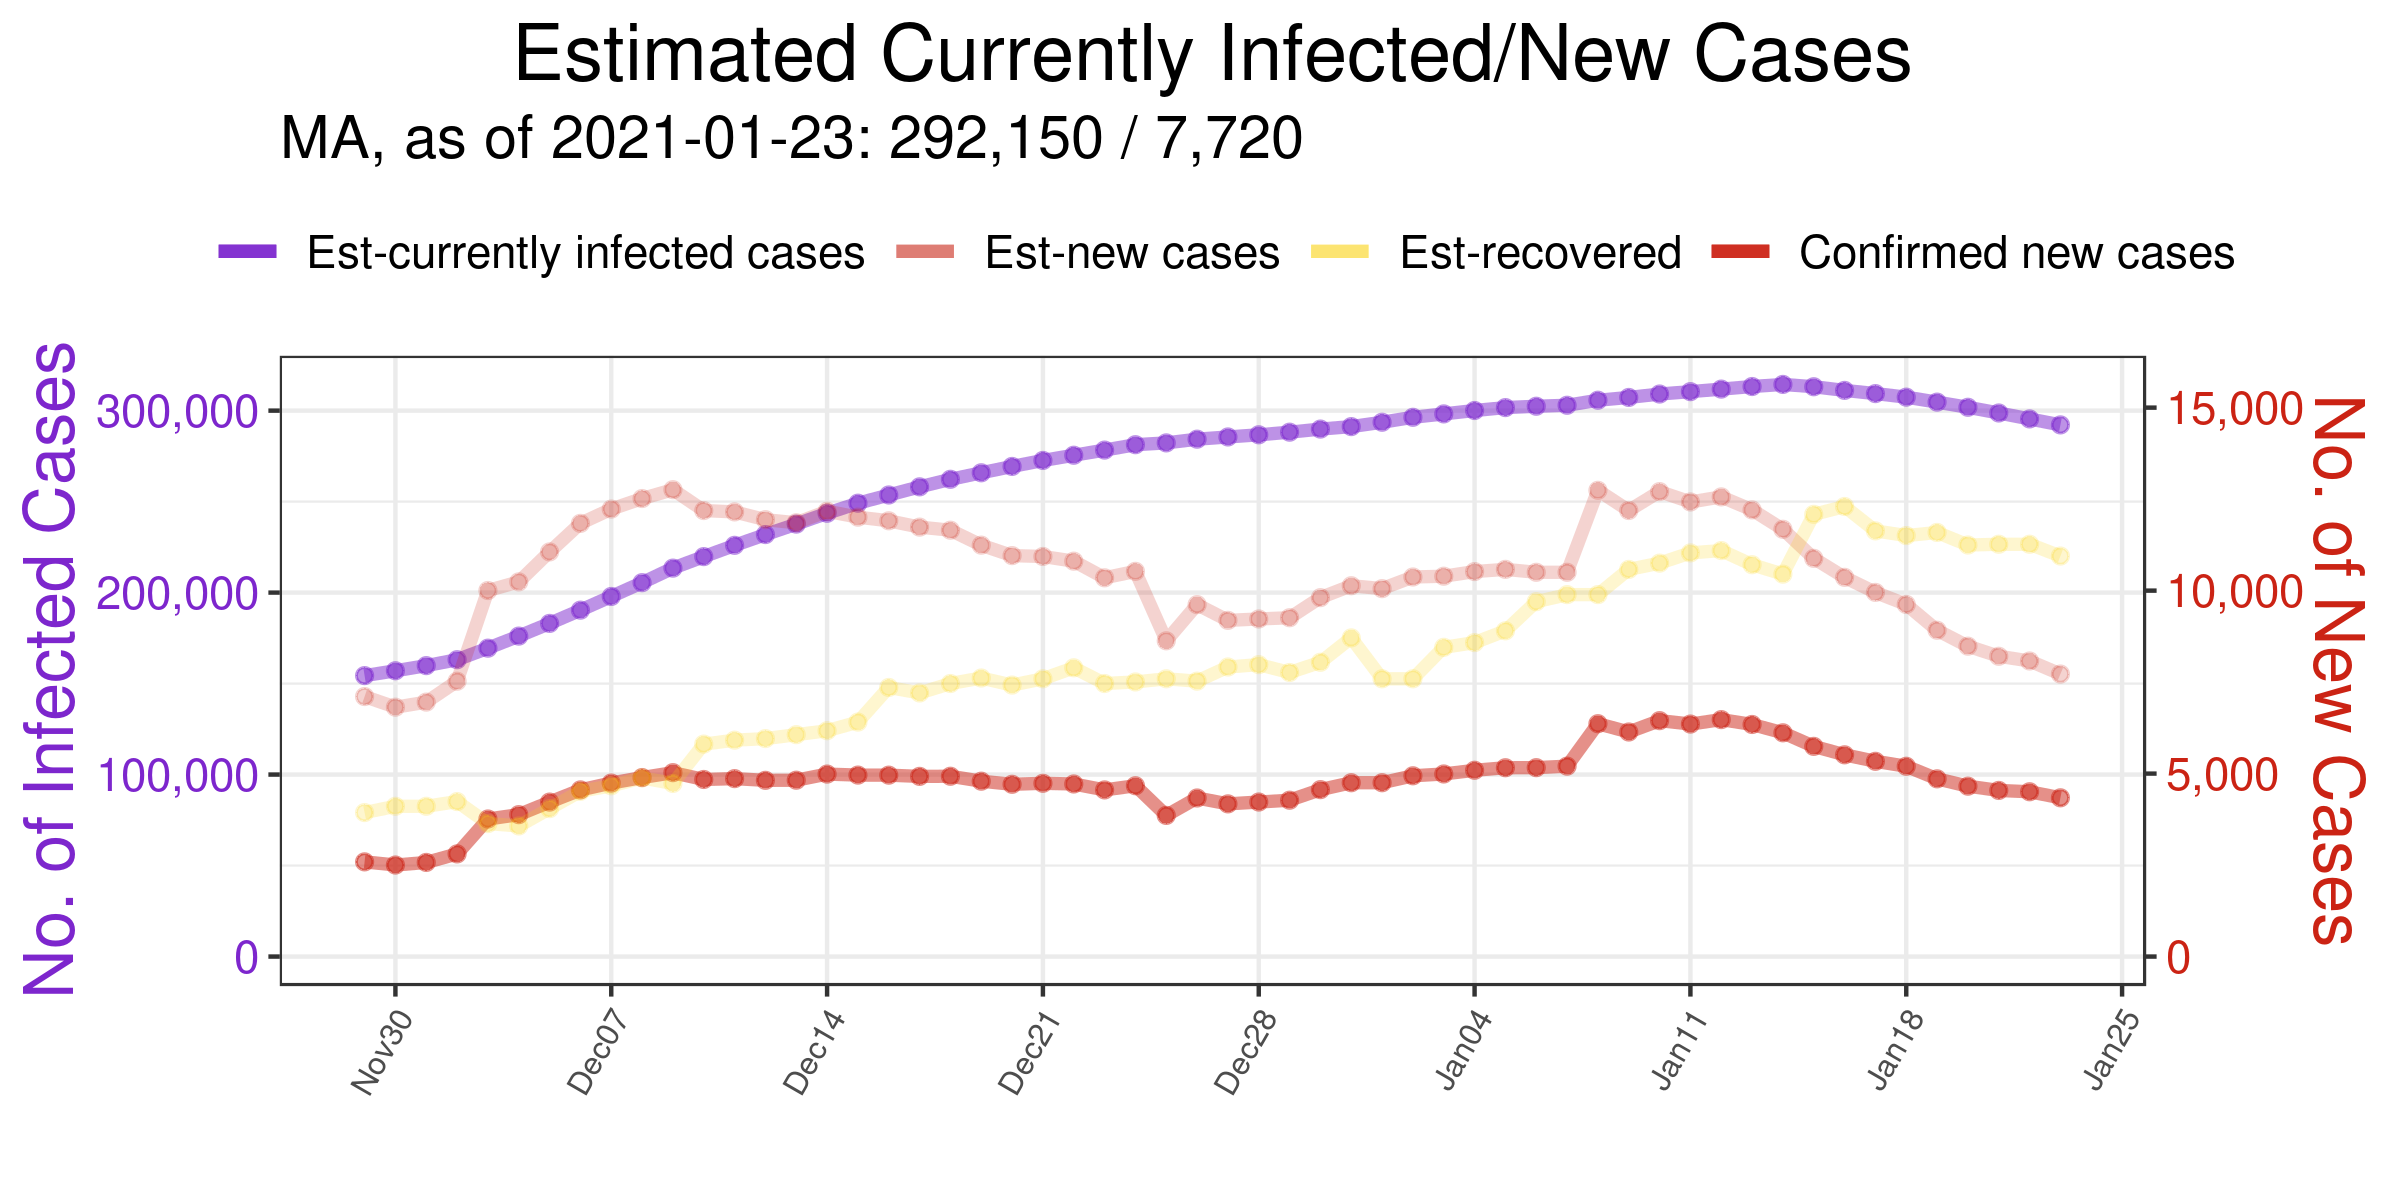 Estimated Currently Infected/New Cases
MA, as of 2021-01-23: 292,150 / 7,720
Est-currently infected cases Est-new cases Est-recovered Confirmed new cases
No. of Infected Cases
300,000
200,000
100,000
0
15,000
10,000
5,000
0
No. of New Cases
Nov30 Dec07 Dec14 Dec21 Dec28 Jan04 Jan11 Jan18 Jan25